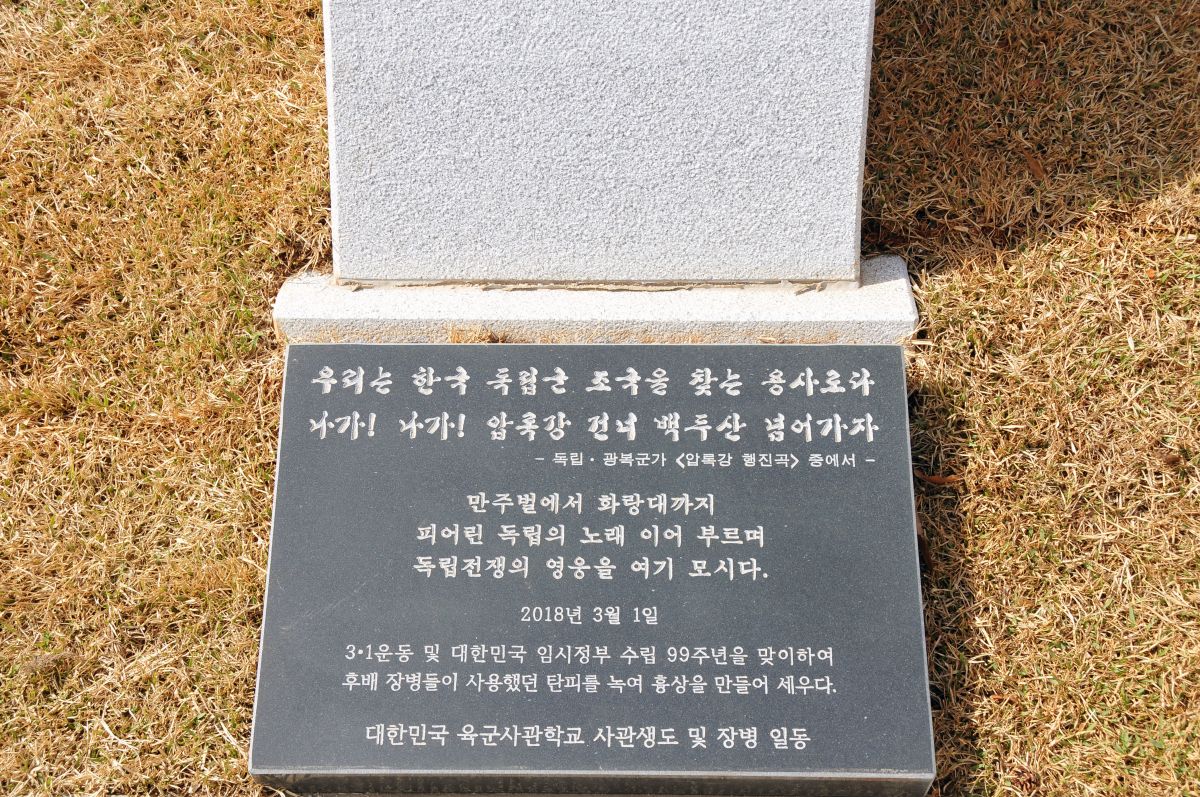 우리는 한국 독립군 조국을 찾는 용사로다
나가! 나가! 압록강 건너 백두산 넘어가자
- 독립·광복군가 <압록강 행진곡> 중에서 -
만주벌에서 화랑대까지
피어린 독립의 노래 이어 부르며
독립전쟁의 영웅을 여기 모시다.
2018년 3월 1일
3·1운동 및 대한민국 임시정부 수립 99주년을 맞이하여
후배 장병들이 사용했던 탄피를 녹여 흉상을 만들어 세우다.
대한민국 육군사관학교 사관생도 및 장병 일동